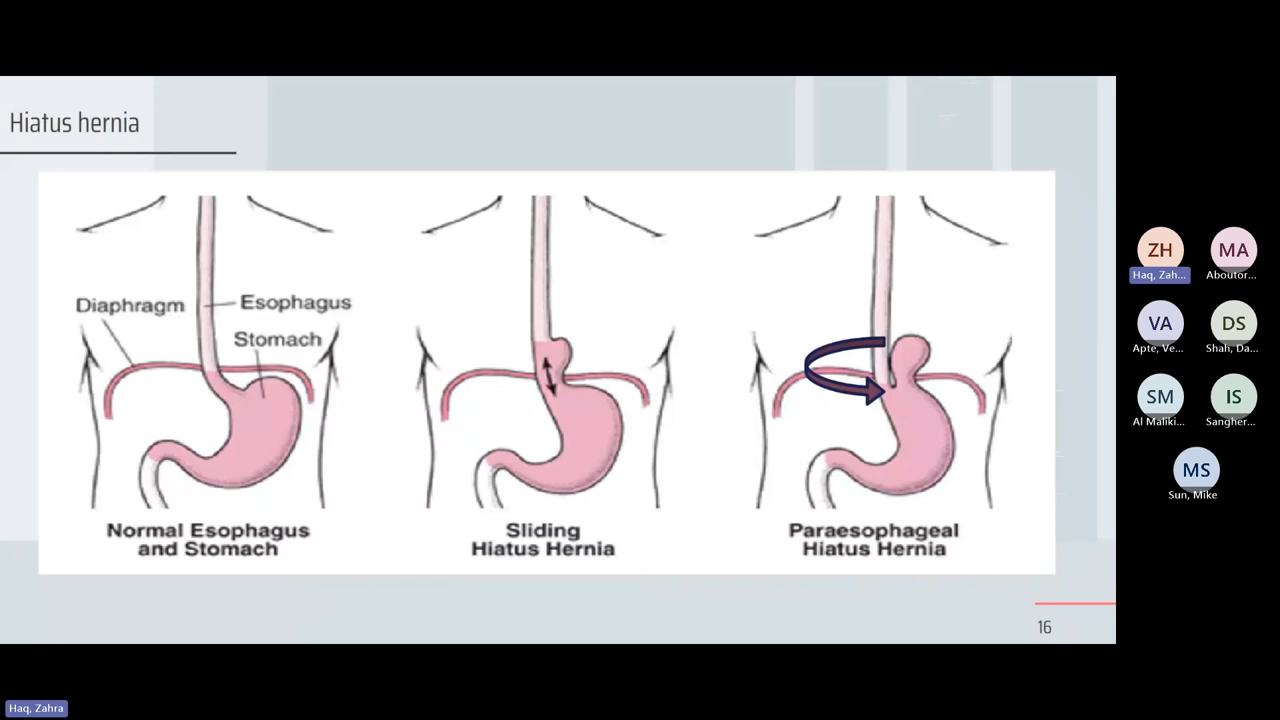 Hiatus hernia
Diaphragm
Esophagus
Stomach
Normal Esophagus
and Stomach
Sliding
Hiatus Hernia
Paraesophageal
Hiatus Hernia
16
ZH
Haq, Zah...
MA
Aboutor...
VA
Apte, Ve...
DS
Shah, Da...
SM
Al Maliki...
IS
Sangher...
MS
Sun, Mike
Haq, Zahra